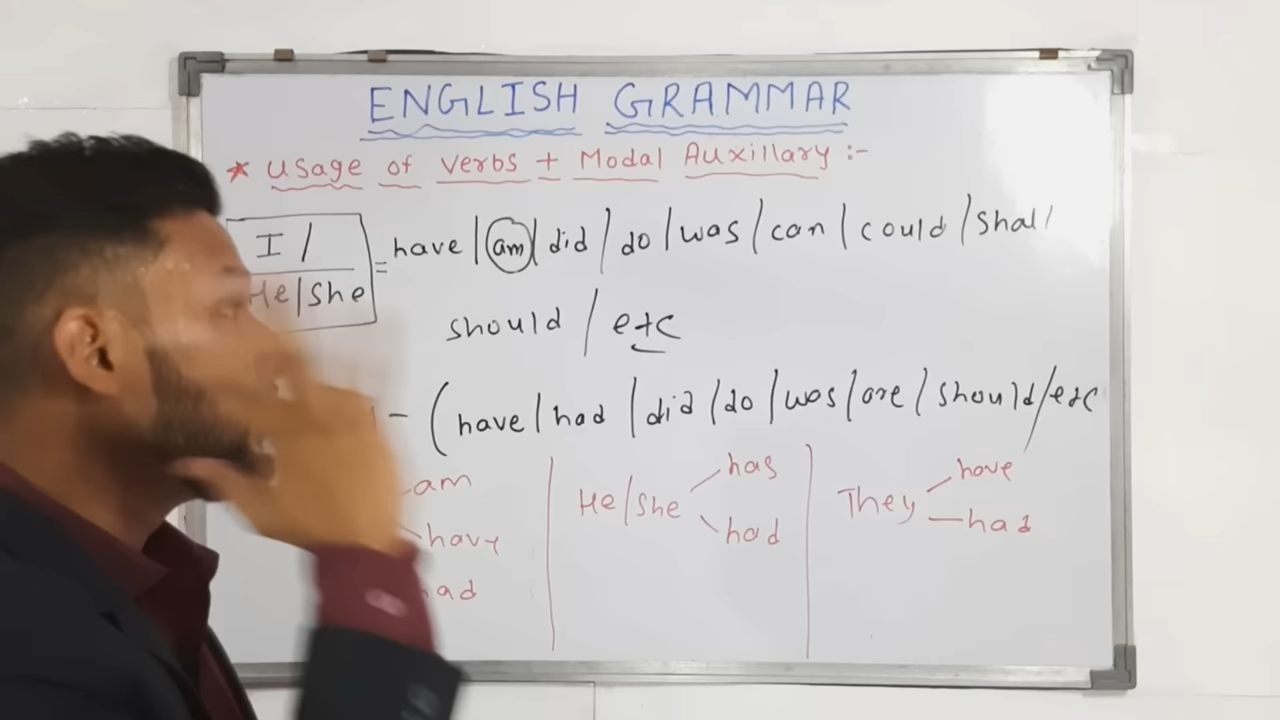 ENGLISH GRAMMAR
* Usage of Verbs + Modal Auxillary :-
I / He/She = have / am / did / do / was / can / could / shall /
should / etc
- ( have / had / did / do / was / are / should / etc
am
have
had
He/She has
had
They have
had